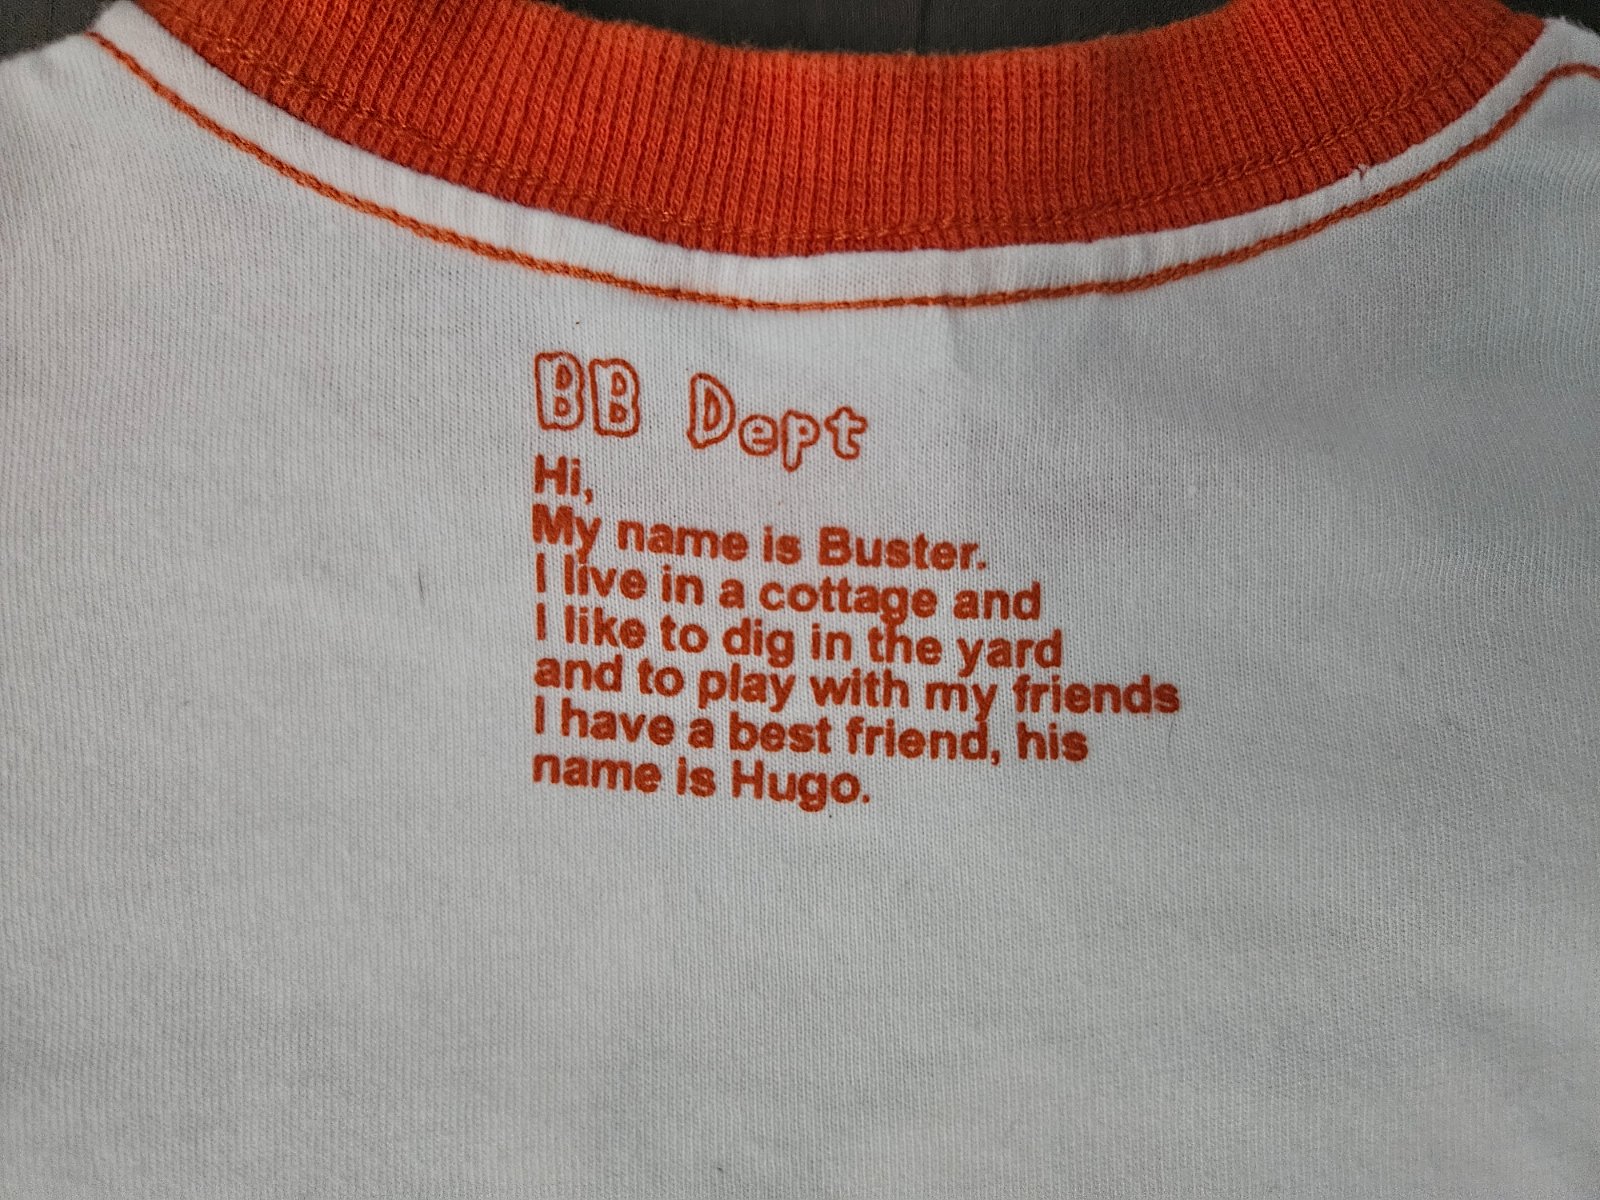 BB Dept
Hi,
My name is Buster.
I live in a cottage and
I like to dig in the yard
and to play with my friends
I have a best friend, his
name is Hugo.